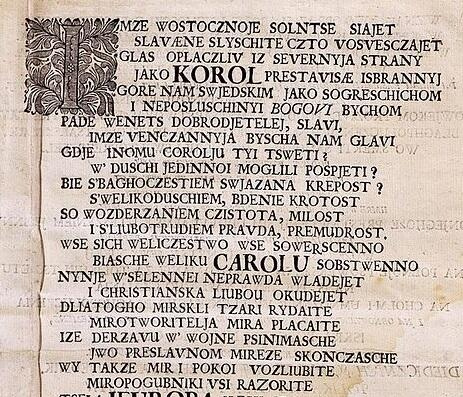 IMZE WOSTOCZNOJE SOLNTSE SIAJET
SLAVÆNE SLYSCHITE CZTO VOSVESCZAJET
GLAS OPLACZLIV IZ SEVERNYJA STRANY
JAKO KOROL PRESTAVISÆ ISBRANNYJ
GORE NAM SWJEDSKIM JAKO SOGRESCHICHOM
I NEPOSLUSCHINYI BOGOVI BYCHOM
PADE WENETS DOBRODJETELEJ, SLAVI,
IMZE VENCZANNYJA BYSCHA NAM GLAVI
GDJE INOMU COROLJU TYI TSWETI?
W' DUSCHI JEDINNOI MOGLILI POSPJETI?
BIE S'BAGHOCZESTIEM SWJAZANA KREPOST?
S'WELIKODUSCHIEM, BDENIE KROTOST
SO WOZDERZANIEM CZISTOTA, MILOST
I S'LIUBOTRUDIEM PRAVDA, PREMUDROST.
WSE SICH WELICZESTWO WSE SOWERSCENNO
BIASCHE WELIKU CAROLU SOBSTWENNO
NYNJE W'SELENNEI NEPRAWDA WLADEJET
I CHRISTIANSKA LIUBOU OKUDEJET
DLIATOGHO MIRSKLI TZARI RYDAITE
MIROTWORITELJA MIRA PLACAITE
IZE DERZAVU W' WOJNE PSINIMASCHE
JWO PRESLAVNOM MIREZE SKONCZASCHE
WY TAKZE MIR I POKOI VOZLIUBITE
MIROPOGUBNIKI VSI RAZORITE